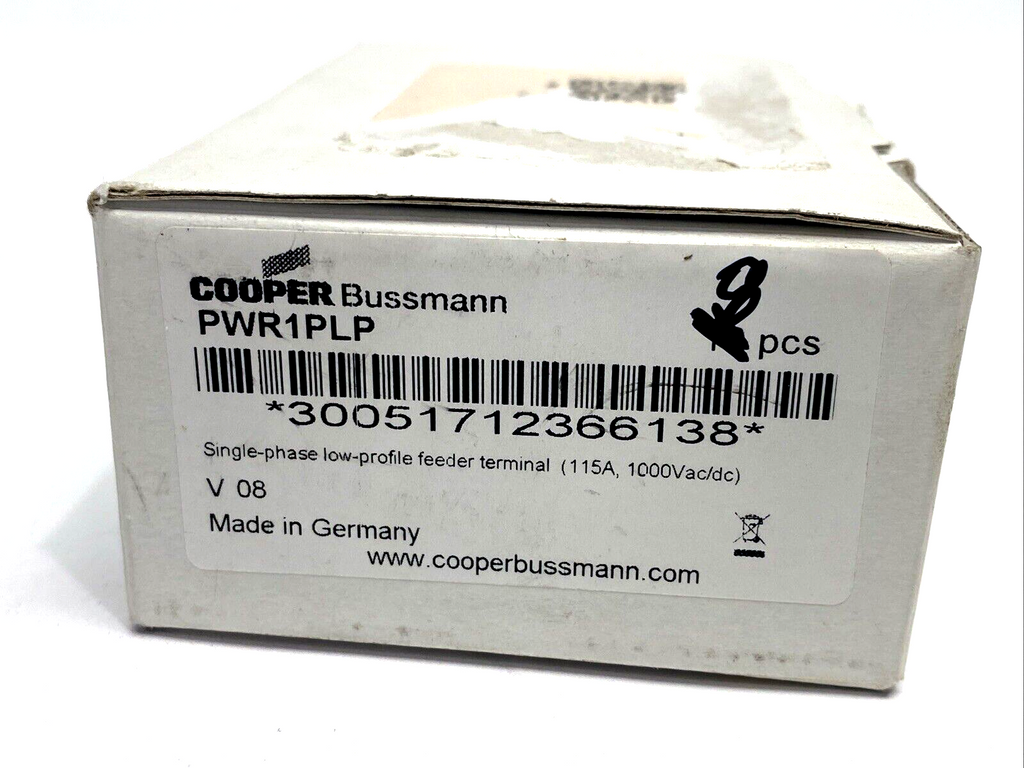 COOPER Bussmann
PWR1PLP
pcs
*30051712366138*
Single-phase low-profile feeder terminal (115A, 1000Vac/dc)
V 08
Made in Germany
www.cooperbussmann.com